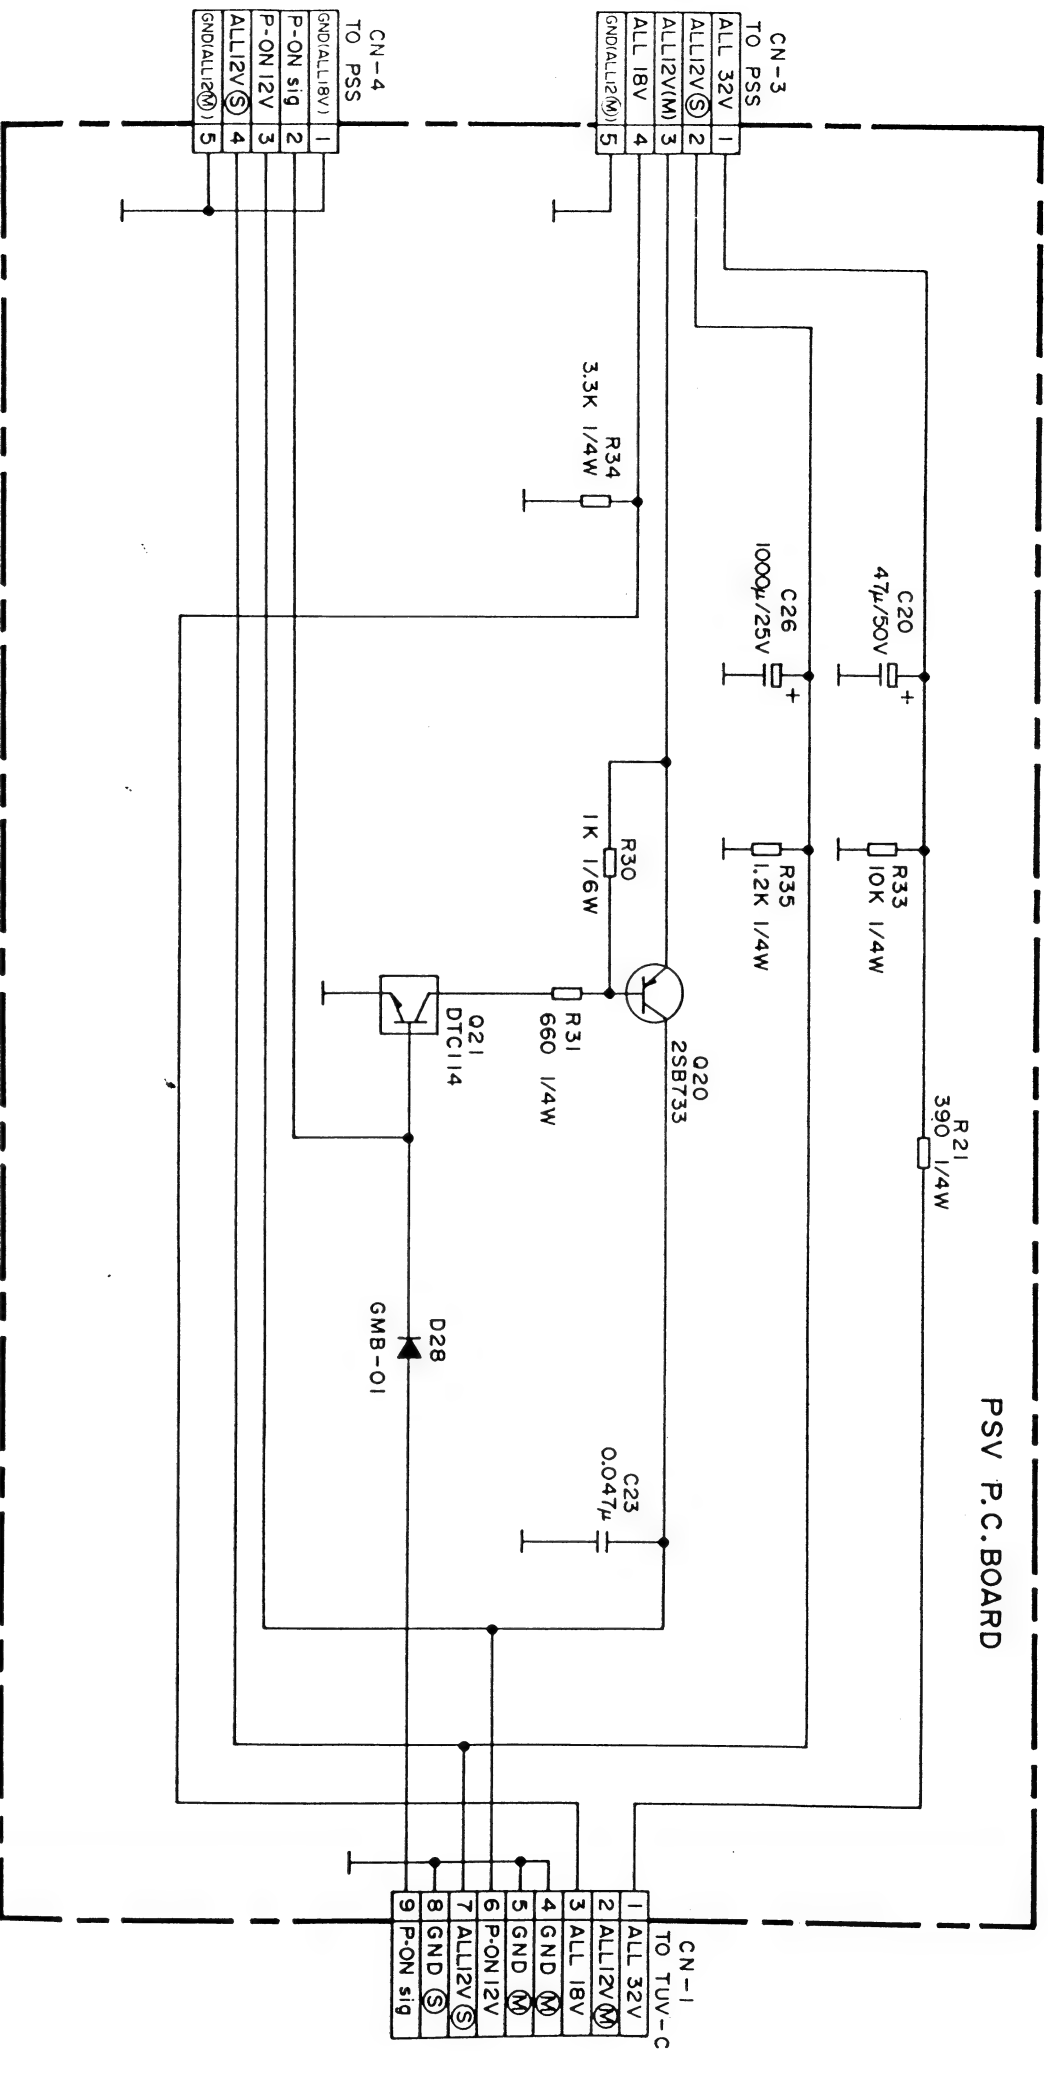 PSV P.C.BOARD
CN-3
TO PSS
1 ALL 32V
2 ALL12V Ⓢ
3 ALL12V(M)
4 ALL 18V
5 GND(ALL12Ⓜ)
CN-4
TO PSS
1 GND(ALL18V)
2 P-ON sig
3 P-ON12V
4 ALL12V Ⓢ
5 GND(ALL12Ⓜ)
R34
3.3K 1/4W
C20
47μ/50V
+
C26
1000μ/25V
+
R33
10K 1/4W
R35
1.2K 1/4W
R30
1K 1/6W
Q20
2SB733
R31
660 1/4W
Q21
DTC114
R21
390 1/4W
D28
GMB-01
C23
0.047μ
CN-1
TO TUV-C
1 ALL 32V
2 ALL12V Ⓜ
3 ALL 18V
4 GND Ⓜ
5 GND Ⓜ
6 P-ON12V
7 ALL12V Ⓢ
8 GND Ⓢ
9 P-ON sig